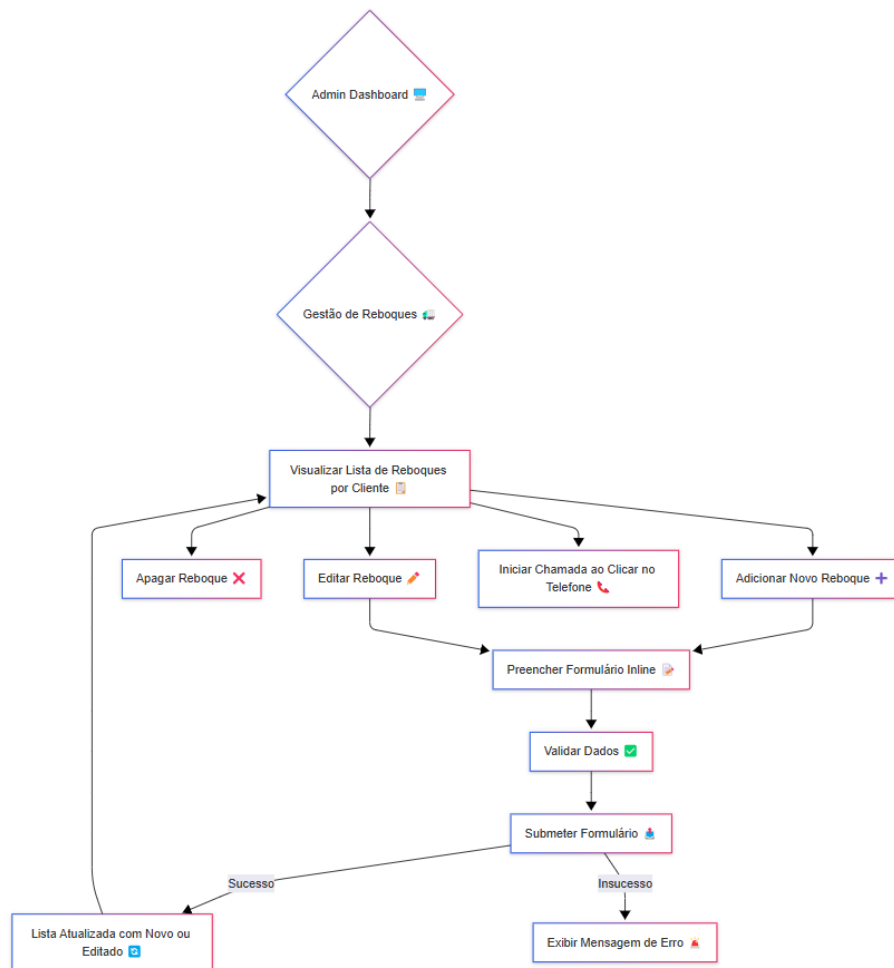 Admin Dashboard 🖥️
Gestão de Reboques 🚛
Visualizar Lista de Reboques
por Cliente 📋
Apagar Reboque ❌
Editar Reboque ✏️
Iniciar Chamada ao Clicar no
Telefone 📞
Adicionar Novo Reboque ➕
Preencher Formulário Inline 📝
Validar Dados ✅
Submeter Formulário 📤
Sucesso
Insucesso
Lista Atualizada com Novo ou
Editado 🔄
Exibir Mensagem de Erro 🚨